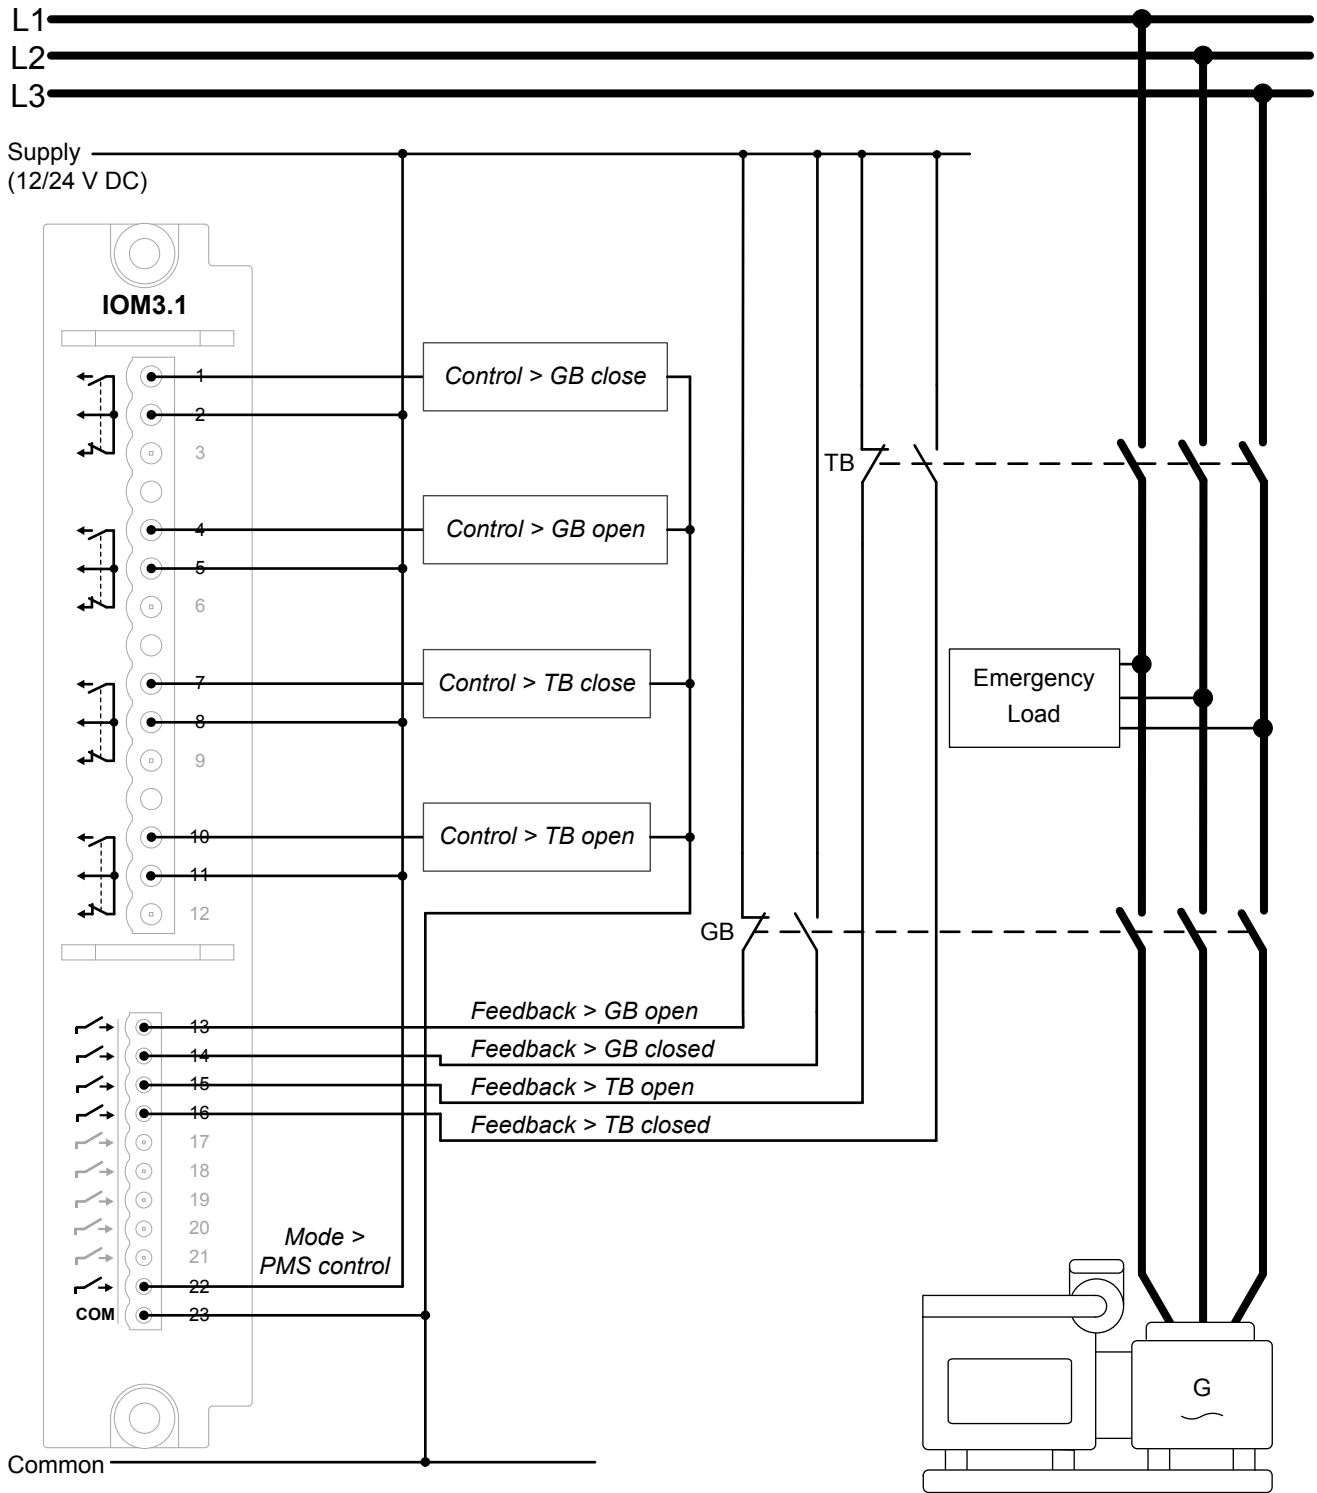 L1
L2
L3
Supply
(12/24 V DC)
IOM3.1
1
Control > GB close
2
3
TB
4
Control > GB open
5
6
7
Control > TB close
Emergency
Load
8
9
10
Control > TB open
11
12
GB
13
Feedback > GB open
14
Feedback > GB closed
15
Feedback > TB open
16
Feedback > TB closed
17
18
19
20
Mode >
21
PMS control
22
COM
23
G
Common